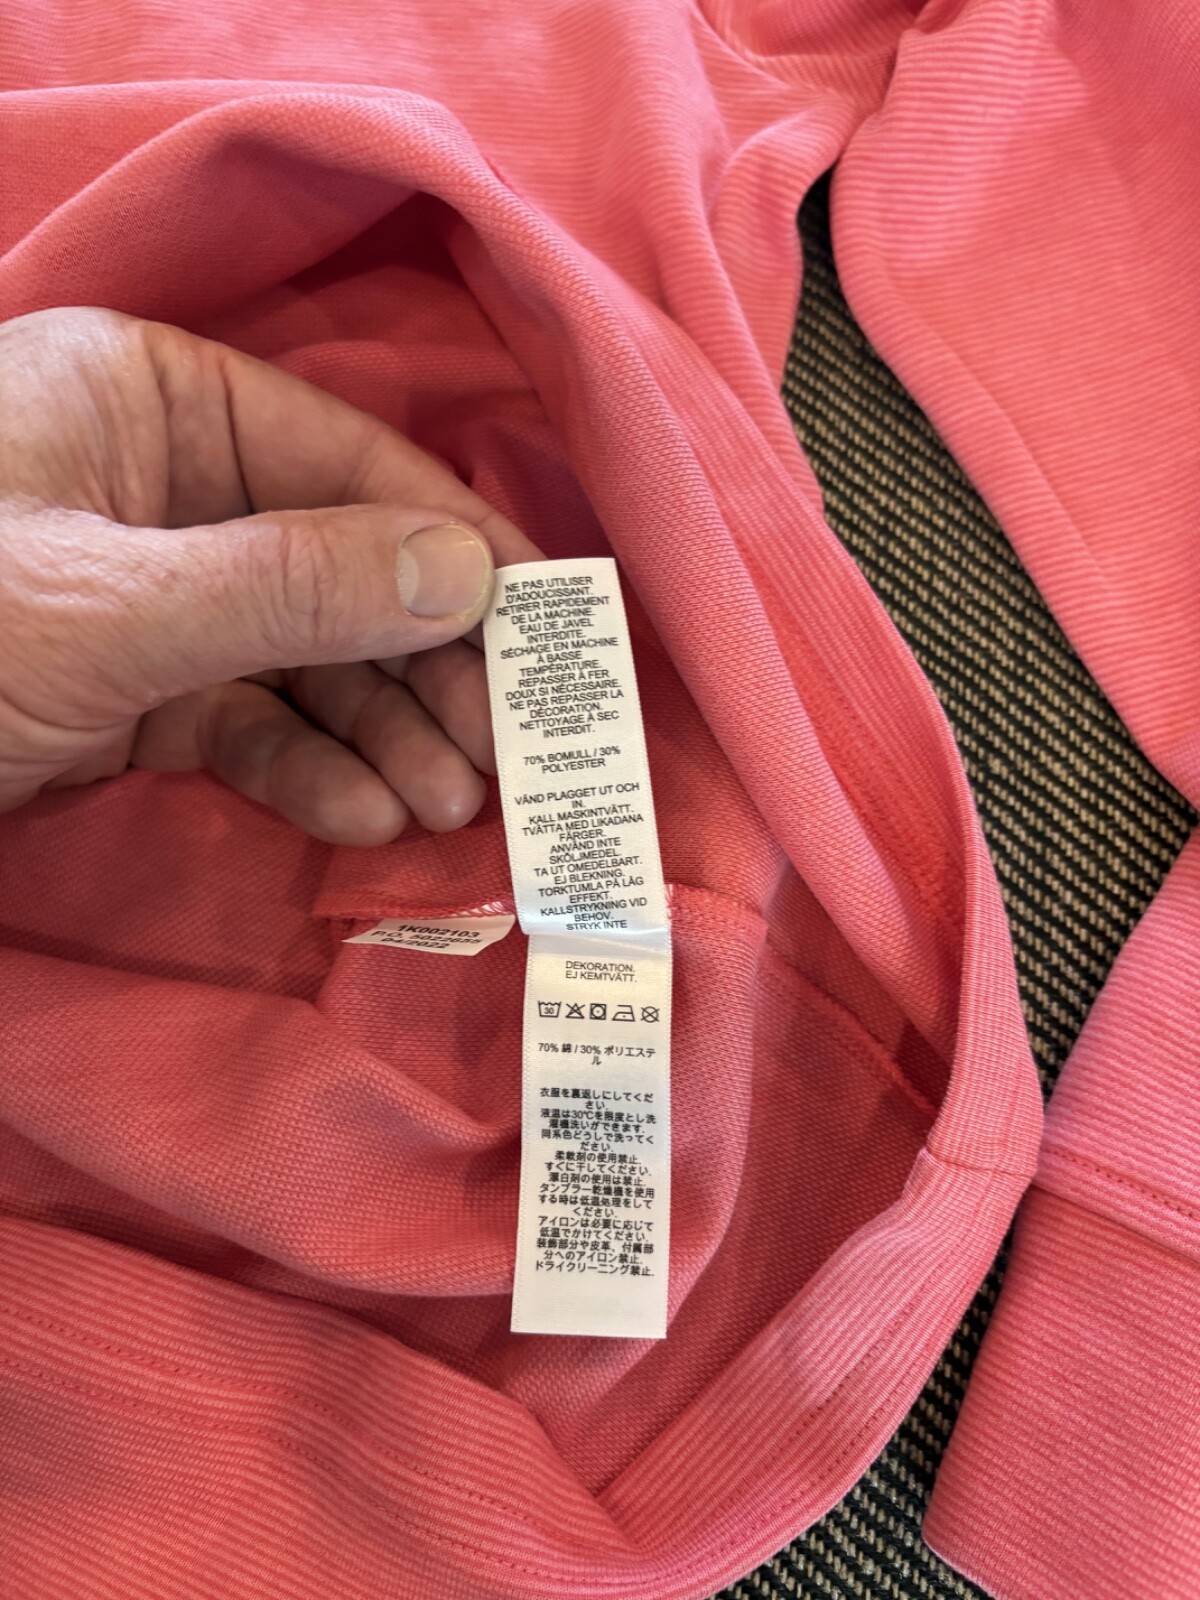 NE PAS UTILISER
D'ADOUCISSANT.
RETIRER RAPIDEMENT
DE LA MACHINE.
EAU DE JAVEL
INTERDITE.
SÉCHAGE EN MACHINE
À BASSE
TEMPÉRATURE.
REPASSER À FER
DOUX SI NÉCESSAIRE.
NE PAS REPASSER LA
DÉCORATION.
NETTOYAGE À SEC
INTERDIT.
70% BOMULL / 30%
POLYESTER
VÄND PLAGGET UT OCH
IN.
KALL MASKINTVÄTT.
TVÄTTA MED LIKADANA
FÄRGER.
ANVÄND INTE
SKÖLJMEDEL.
TA UT OMEDELBART.
EJ BLEKNING.
TORKTUMLA PÅ LÅG
EFFEKT.
KALLSTRYKNING VID
BEHOV.
STRYK INTE
1K002103
P.O. 5022655
04/2022
DEKORATION.
EJ KEMTVÄTT.
30
70% 綿 / 30% ポリエステ
ル
衣服を裏返しにしてくだ
さい.
液温は30℃を限度とし洗
濯機洗いができます.
同系色どうしで洗ってく
ださい.
柔軟剤の使用禁止.
すぐに干してください.
漂白剤の使用は禁止.
タンブラー乾燥機を使用
する時は低温処理をして
ください.
アイロンは必要に応じて
低温でかけてください.
装飾部分や皮革、付属部
分へのアイロン禁止.
ドライクリーニング禁止.